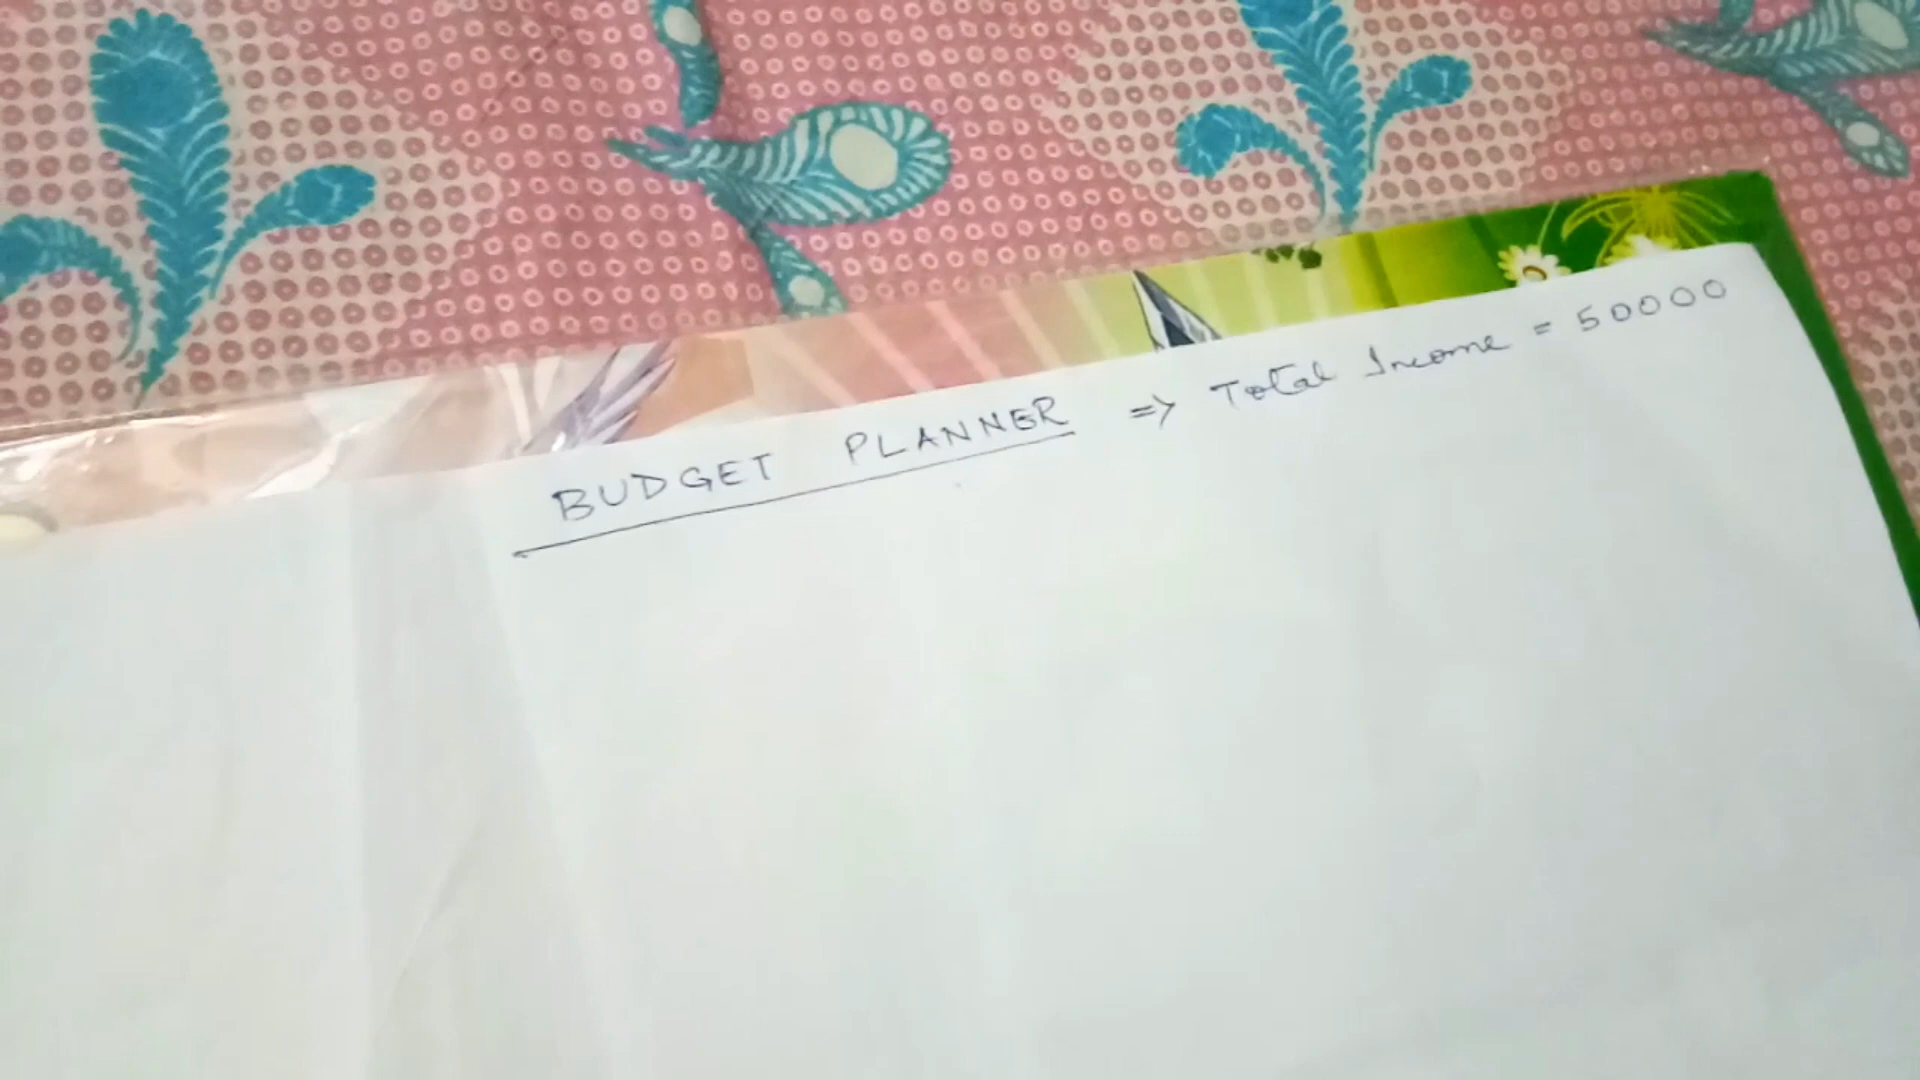 BUDGET PLANNER => Total Income = 50000